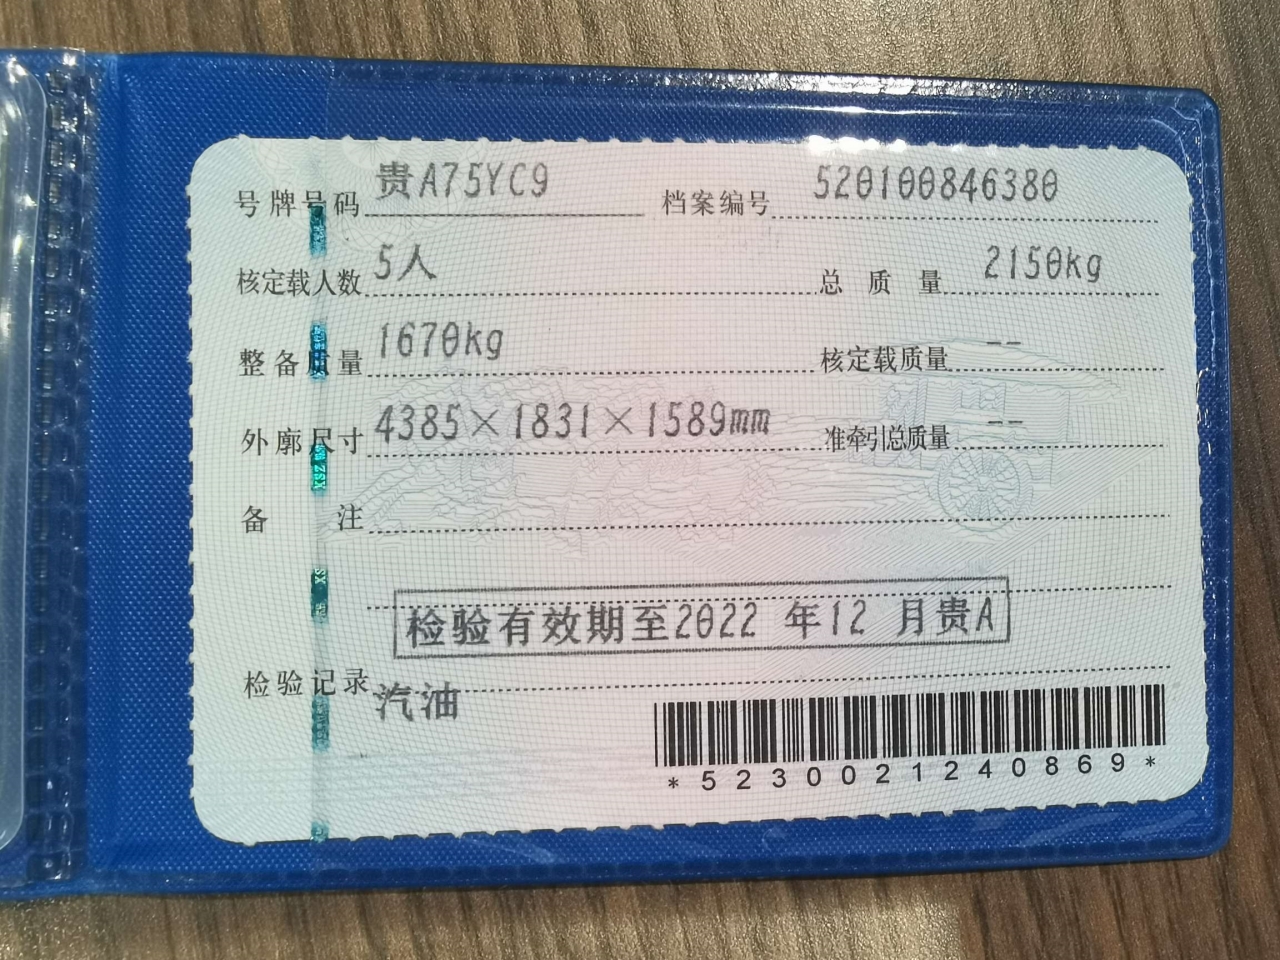 号牌号码 贵A75YC9 档案编号 520100846380
核定载人数 5人 总质量 2150kg
整备质量 1670kg 核定载质量 --
外廓尺寸 4385×1831×1589mm 准牵引总质量 --
备注
检验有效期至2022 年12 月贵A
检验记录
汽油
*5230021240869*